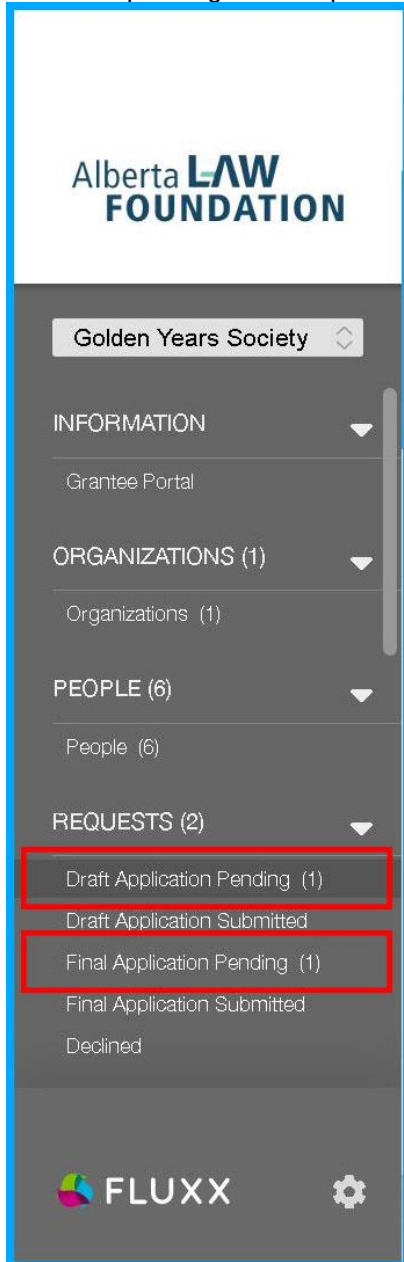 Alberta LAW
FOUNDATION
Golden Years Society
INFORMATION
Grantee Portal
ORGANIZATIONS (1)
Organizations (1)
PEOPLE (6)
People (6)
REQUESTS (2)
Draft Application Pending (1)
Draft Application Submitted
Final Application Pending (1)
Final Application Submitted
Declined
FLUXX